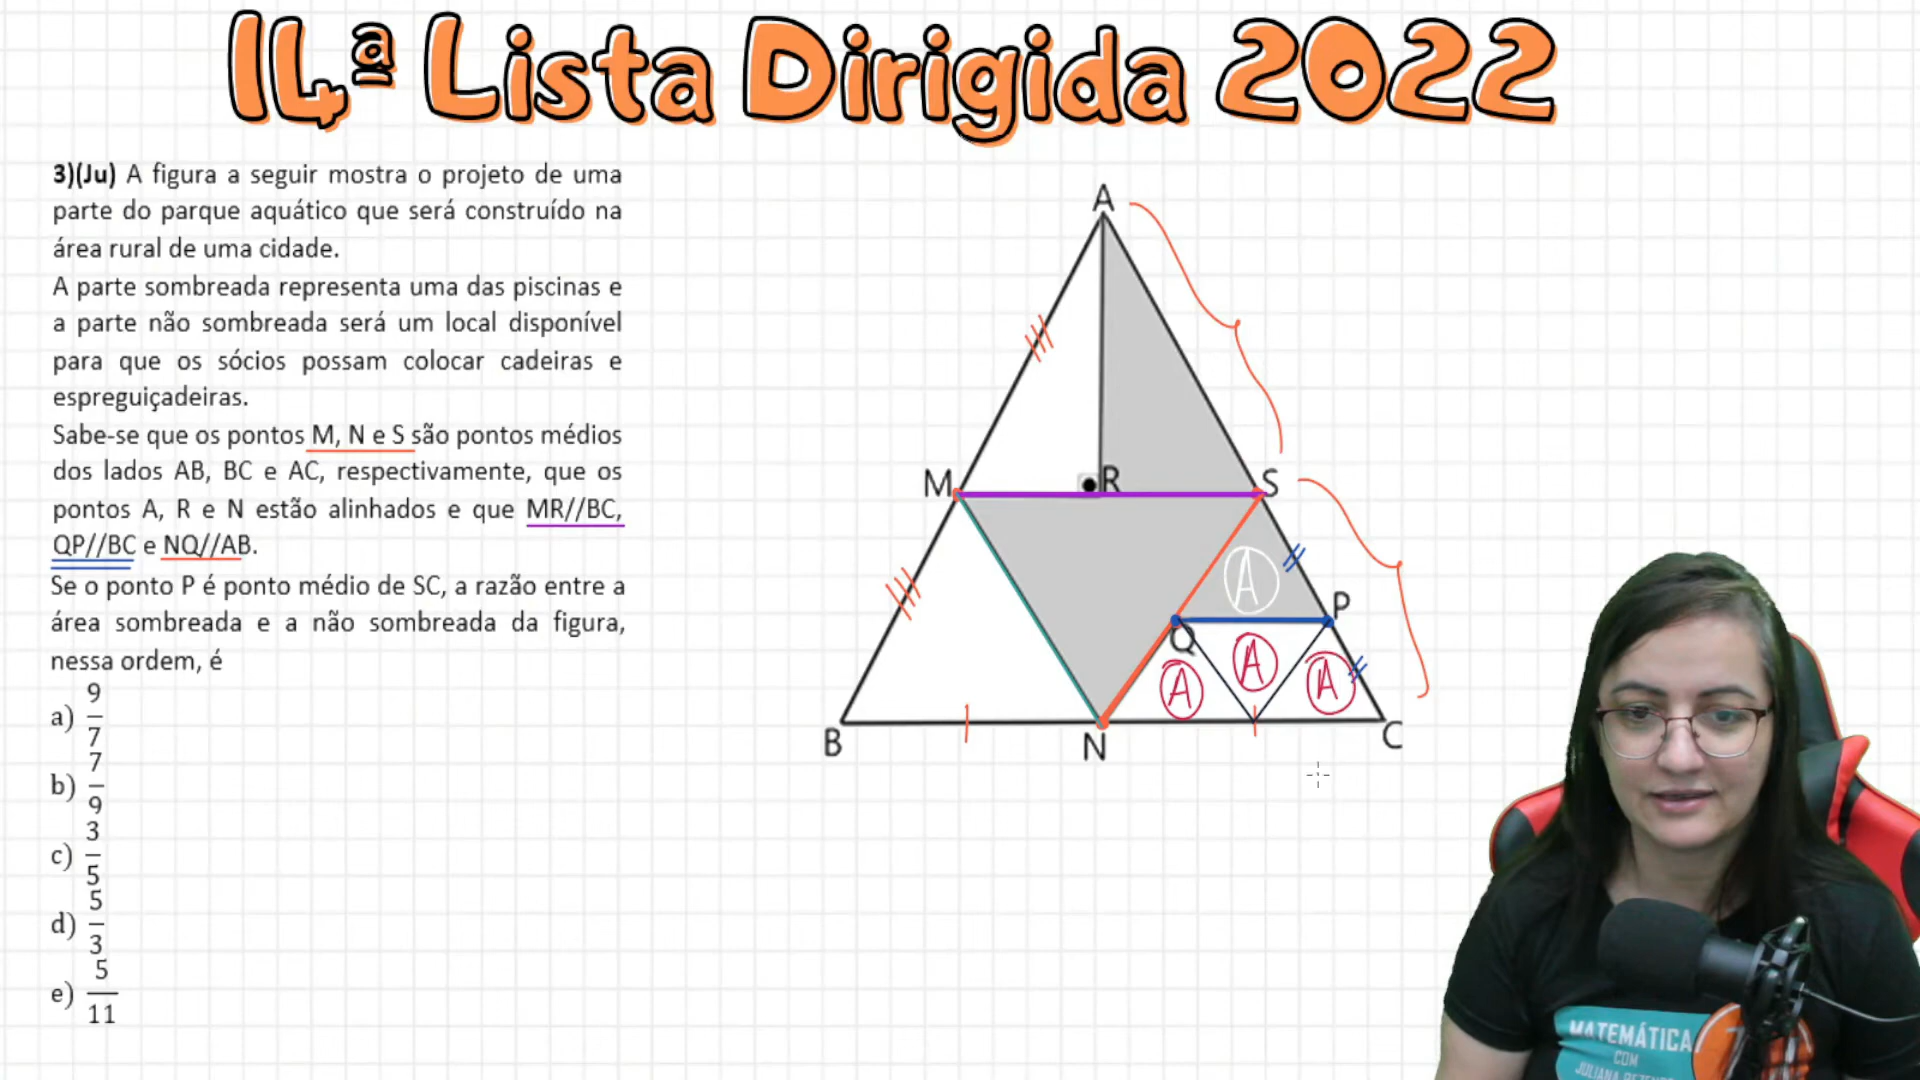 14ª Lista Dirigida 2022
3)(Ju) A figura a seguir mostra o projeto de uma
parte do parque aquático que será construído na
área rural de uma cidade.
A parte sombreada representa uma das piscinas e
a parte não sombreada será um local disponível
para que os sócios possam colocar cadeiras e
espreguiçadeiras.
Sabe-se que os pontos M, N e S são pontos médios
dos lados AB, BC e AC, respectivamente, que os
pontos A, R e N estão alinhados e que MR//BC,
QP//BC e NQ//AB.
Se o ponto P é ponto médio de SC, a razão entre a
área sombreada e a não sombreada da figura,
nessa ordem, é
a) 9/7
b) 7/9
c) 3/5
d) 5/3
e) 5/11
A
M
R
S
A
P
Q
A
A
A
B
N
C
MATEMÁTICA
COM